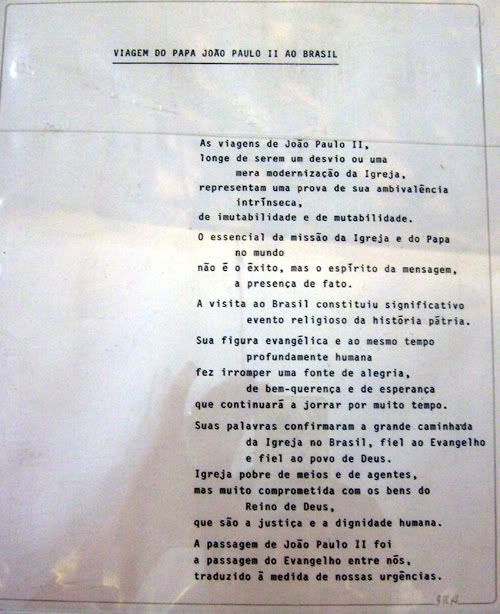 VIAGEM DO PAPA JOÃO PAULO II AO BRASIL
As viagens de João Paulo II,
longe de serem um desvio ou uma
mera modernização da Igreja,
representam uma prova de sua ambivalência
intrínseca,
de imutabilidade e de mutabilidade.
O essencial da missão da Igreja e do Papa
no mundo
não é o êxito, mas o espírito da mensagem,
a presença de fato.
A visita ao Brasil constituiu significativo
evento religioso da história pátria.
Sua figura evangélica e ao mesmo tempo
profundamente humana
fez irromper uma fonte de alegria,
de bem-querença e de esperança
que continuará a jorrar por muito tempo.
Suas palavras confirmaram a grande caminhada
da Igreja no Brasil, fiel ao Evangelho
e fiel ao povo de Deus.
Igreja pobre de meios e de agentes,
mas muito comprometida com os bens do
Reino de Deus,
que são a justiça e a dignidade humana.
A passagem de João Paulo II foi
a passagem do Evangelho entre nós,
traduzido à medida de nossas urgências.